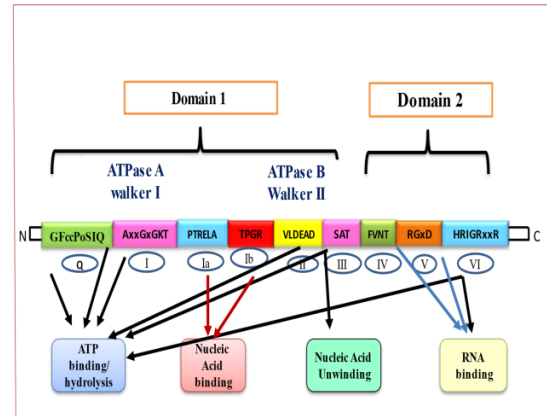 Domain 1
Domain 2
ATPase A
walker I
ATPase B
Walker II
N GFccPoSIQ AxxGxGKT PTRELA TPGR VLDEAD SAT FVNT RGxD HRIGRxxR C
Q I Ia Ib II III IV V VI
ATP
binding/
hydrolysis
Nucleic
Acid
binding
Nucleic Acid
Unwinding
RNA
binding